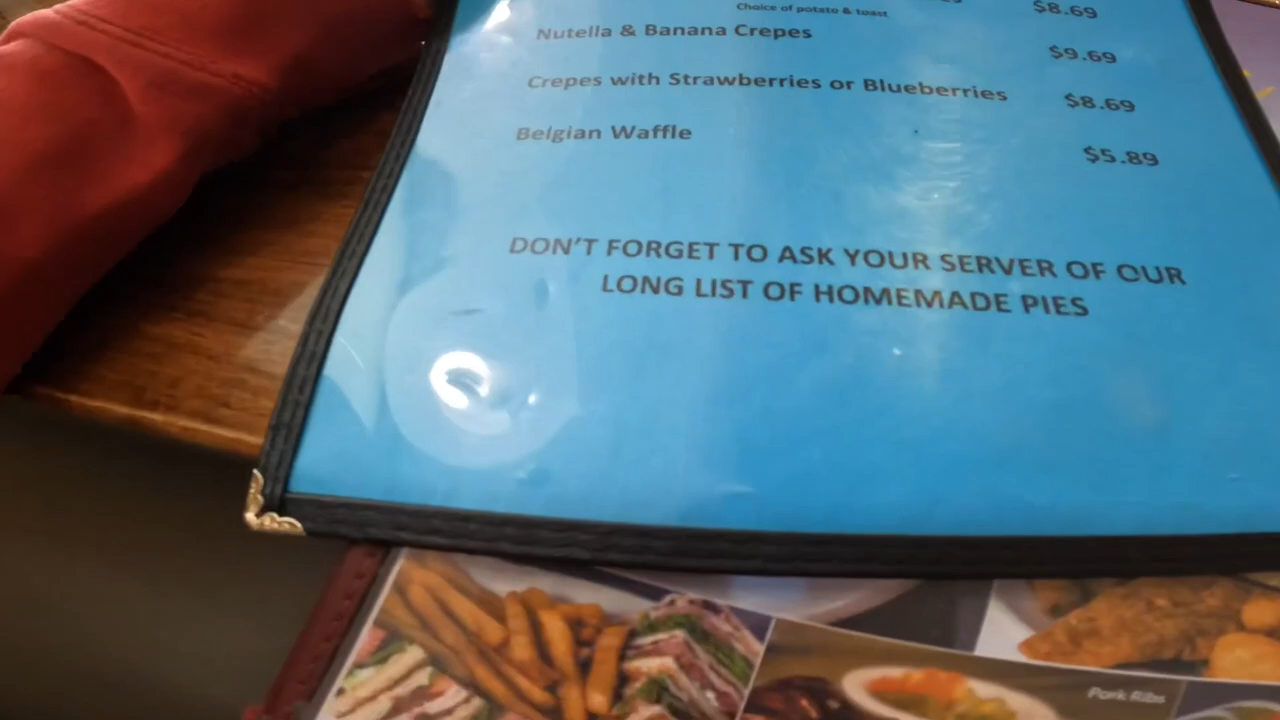 $8.69
Choice of potato & toast
Nutella & Banana Crepes $9.69
Crepes with Strawberries or Blueberries $8.69
Belgian Waffle $5.89
DON'T FORGET TO ASK YOUR SERVER OF OUR
LONG LIST OF HOMEMADE PIES
Pork Ribs